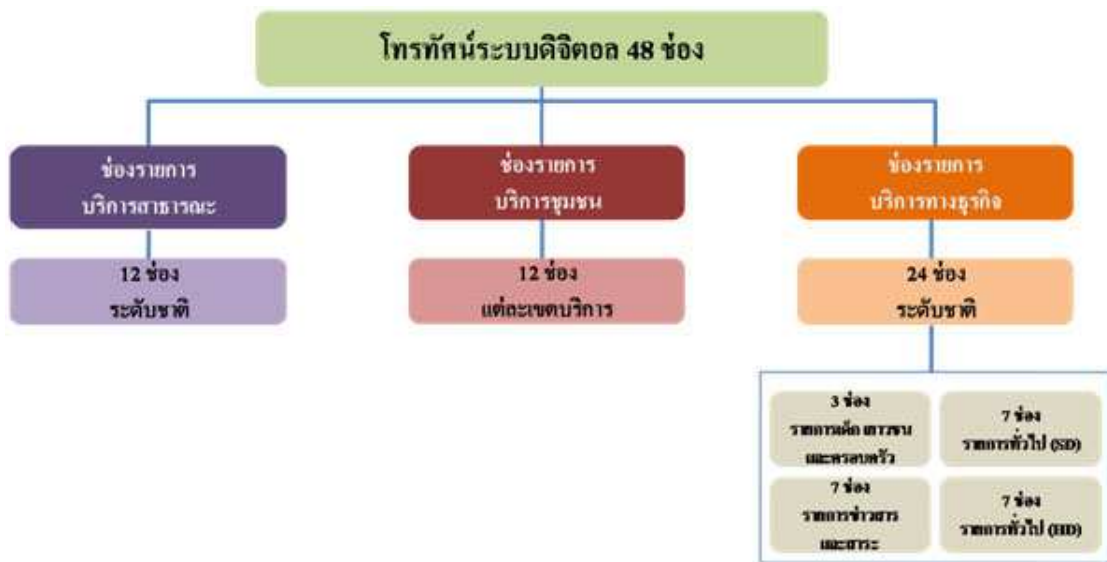 โทรทัศน์ระบบดิจิตอล 48 ช่อง
ช่องรายการ
บริการสาธารณะ
12 ช่อง
ระดับชาติ
ช่องรายการ
บริการชุมชน
12 ช่อง
แต่ละเขตบริการ
ช่องรายการ
บริการทางธุรกิจ
24 ช่อง
ระดับชาติ
3 ช่อง
รายการเด็ก เยาวชน
และครอบครัว
7 ช่อง
รายการทั่วไป (SD)
7 ช่อง
รายการข่าวสาร
และสาระ
7 ช่อง
รายการทั่วไป (HD)